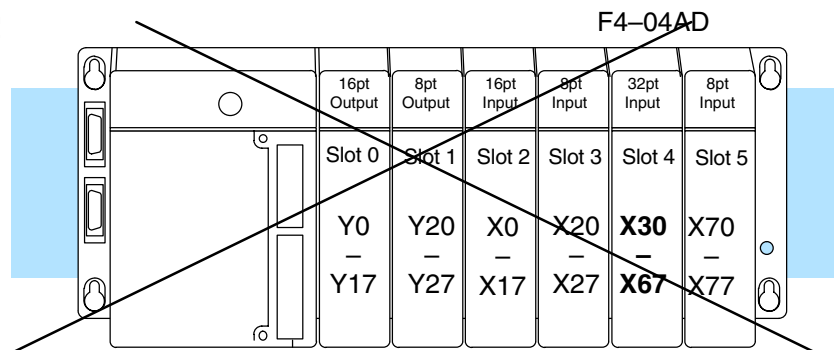 F4–04AD
16pt Output 8pt Output 16pt Input 8pt Input 32pt Input 8pt Input
Slot 0 Slot 1 Slot 2 Slot 3 Slot 4 Slot 5
Y0 Y20 X0 X20 X30 X70
– – – – – –
Y17 Y27 X17 X27 X67 X77